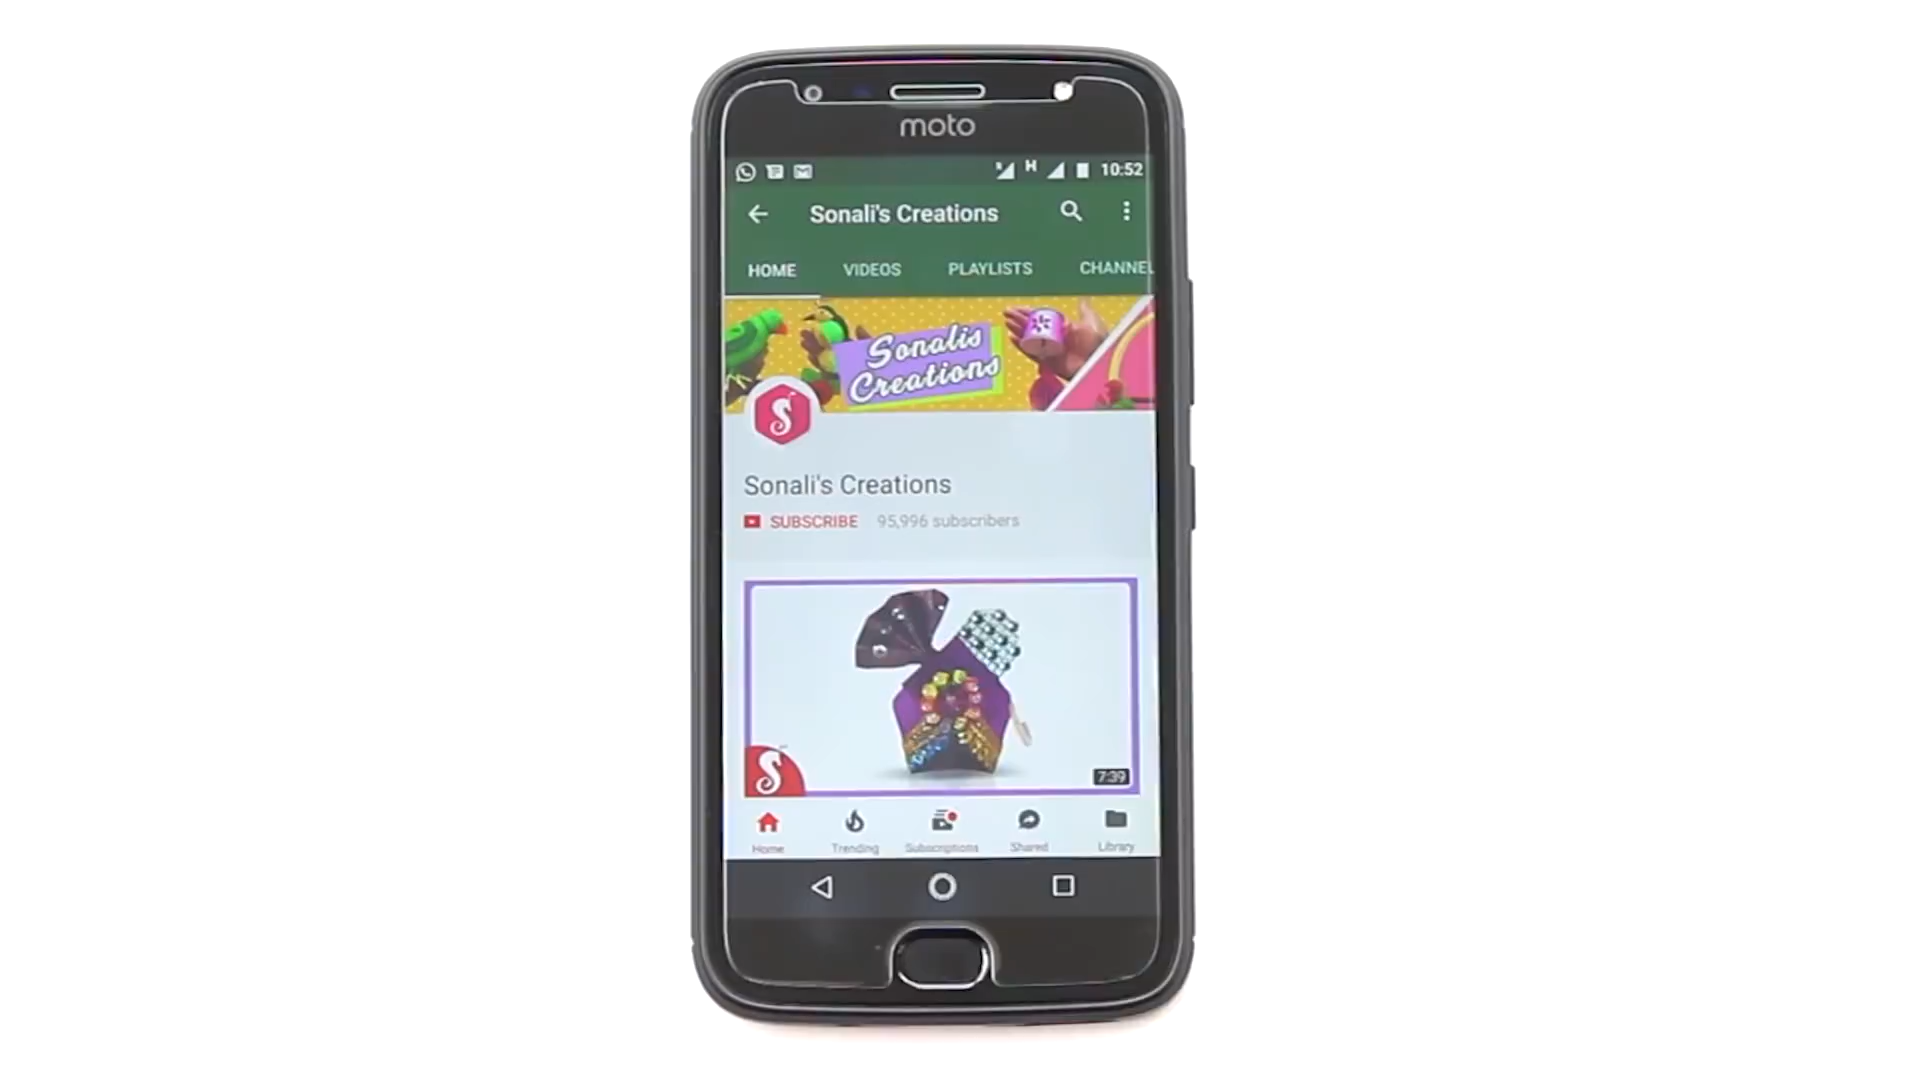 moto
H 10:52
Sonali's Creations
HOME VIDEOS PLAYLISTS CHANNEL
Sonalis
Creations
Sonali's Creations
SUBSCRIBE 95,996 subscribers
7:39
Home Trending Subscriptions Shared Library